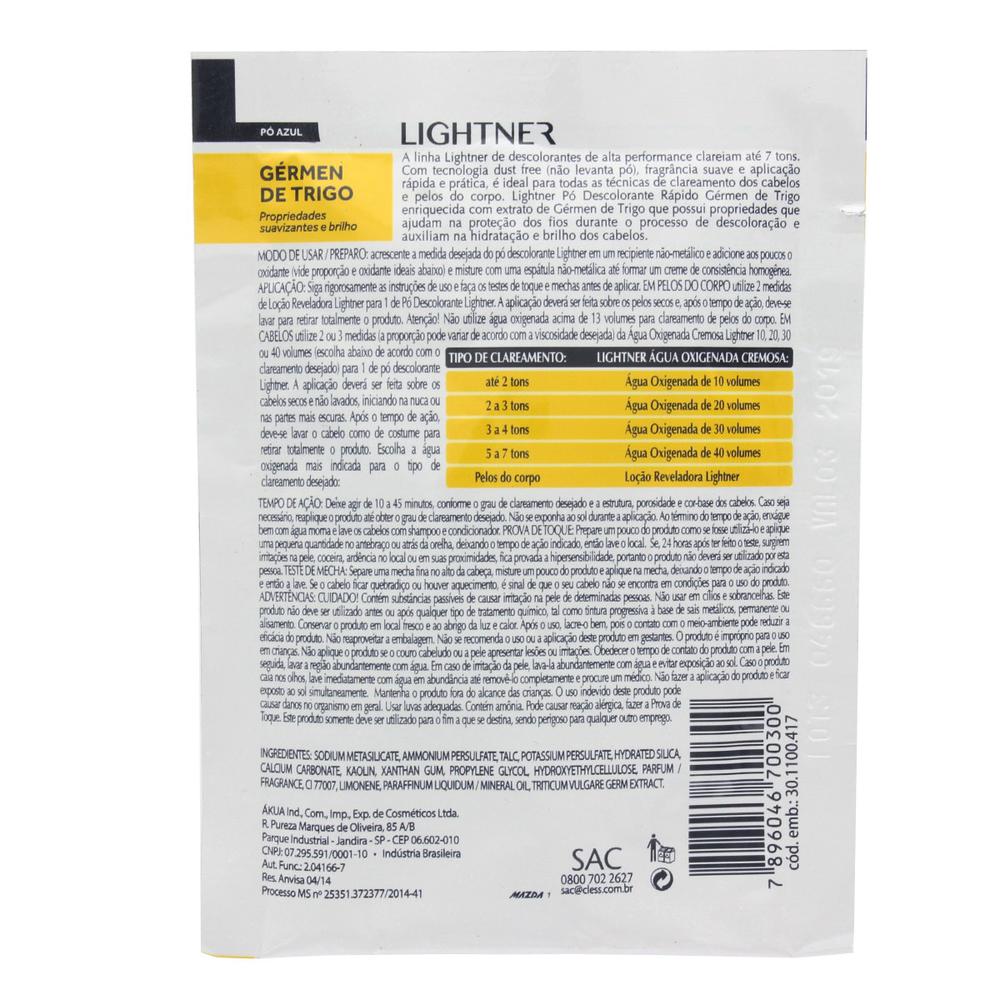 PÓ AZUL
GÉRMEN
DE TRIGO
Propriedades
suavizantes e brilho
LIGHTNER
A linha Lightner de descolorantes de alta performance clareiam até 7 tons.
Com tecnologia dust free (não levanta pó), fragrância suave e aplicação
rápida e prática, é ideal para todas as técnicas de clareamento dos cabelos
e pelos do corpo. Lightner Pó Descolorante Rápido Gérmen de Trigo
enriquecida com extrato de Gérmen de Trigo que possui propriedades que
ajudam na proteção dos fios durante o processo de descoloração e
auxiliam na hidratação e brilho dos cabelos.
MODO DE USAR / PREPARO: acrescente a medida desejada do pó descolorante Lightner em um recipiente não-metálico e adicione aos poucos o
oxidante (vide proporção e oxidante ideais abaixo) e misture com uma espátula não-metálica até formar um creme de consistência homogênea.
APLICAÇÃO: Siga rigorosamente as instruções de uso e faça os testes de toque e mechas antes de aplicar. EM PELOS DO CORPO utilize 2 medidas
de Loção Reveladora Lightner para 1 de Pó Descolorante Lightner. A aplicação deverá ser feita sobre os pelos secos e, após o tempo de ação, deve-se
lavar para retirar totalmente o produto. Atenção! Não utilize água oxigenada acima de 13 volumes para clareamento de pelos do corpo. EM
CABELOS utilize 2 ou 3 medidas (a proporção pode variar de acordo com a viscosidade desejada) da Água Oxigenada Cremosa Lightner 10, 20, 30
ou 40 volumes (escolha abaixo de acordo com o
clareamento desejado) para 1 de pó descolorante
Lightner. A aplicação deverá ser feita sobre os
cabelos secos e não lavados, iniciando na nuca ou
nas partes mais escuras. Após o tempo de ação,
deve-se lavar o cabelo como de costume para
retirar totalmente o produto. Escolha a água
oxigenada mais indicada para o tipo de
clareamento desejado:
TIPO DE CLAREAMENTO: LIGHTNER ÁGUA OXIGENADA CREMOSA:
até 2 tons Água Oxigenada de 10 volumes
2 a 3 tons Água Oxigenada de 20 volumes
3 a 4 tons Água Oxigenada de 30 volumes
5 a 7 tons Água Oxigenada de 40 volumes
Pelos do corpo Loção Reveladora Lightner
TEMPO DE AÇÃO: Deixe agir de 10 a 45 minutos, conforme o grau de clareamento desejado e a estrutura, porosidade e cor-base dos cabelos. Caso seja
necessário, reaplique o produto até obter o grau de clareamento desejado. Não se exponha ao sol durante a aplicação. Ao término do tempo de ação, enxágue
bem com água morna e lave os cabelos com shampoo e condicionador. PROVA DE TOQUE: Prepare um pouco do produto como se fosse utilizá-lo e aplique
uma pequena quantidade no antebraço ou atrás da orelha, deixando o tempo de ação indicado, então lave o local. Se, 24 horas após ter feito o teste, surgirem
irritações na pele, coceira, ardência no local ou em suas proximidades, fica provada a hipersensibilidade, portanto o produto não deverá ser utilizado por esta
pessoa. TESTE DE MECHA: Separe uma mecha fina no alto da cabeça, misture um pouco do produto e aplique na mecha, deixando o tempo de ação indicado
e então a lave. Se o cabelo ficar quebradiço ou houver aquecimento, é sinal de que o seu cabelo não se encontra em condições para o uso do produto.
ADVERTÊNCIAS: CUIDADO! Contém substâncias passíveis de causar irritação na pele de determinadas pessoas. Não usar em cílios e sobrancelhas. Este
produto não deve ser utilizado antes ou após qualquer tipo de tratamento químico, tal como tintura progressiva à base de sais metálicos, permanente ou
alisamento. Conservar o produto em local fresco e ao abrigo da luz e calor. Após o uso, lacre-o bem, pois o contato com o meio-ambiente pode reduzir a
eficácia do produto. Não reaproveitar a embalagem. Não se recomenda o uso ou a aplicação deste produto em gestantes. O produto é impróprio para o uso
em crianças. Não aplique o produto se o couro cabeludo ou a pele apresentar lesões ou irritações. Obedecer o tempo de contato do produto com a pele. Em
seguida, lavar a região abundantemente com água. Em caso de irritação da pele, lava-la abundantemente com água e evitar exposição ao sol. Caso o produto
caia nos olhos, lave imediatamente com água em abundância até removê-lo completamente e procure um médico. Não fazer a aplicação do produto e ficar
exposto ao sol simultaneamente. Mantenha o produto fora do alcance das crianças. O uso indevido deste produto pode
causar danos no organismo em geral. Usar luvas adequadas. Contém amônia. Pode causar reação alérgica, fazer a Prova de
Toque. Este produto somente deve ser utilizado para o fim a que se destina, sendo perigoso para qualquer outro emprego.
INGREDIENTES: SODIUM METASILICATE, AMMONIUM PERSULFATE, TALC, POTASSIUM PERSULFATE, HYDRATED SILICA,
CALCIUM CARBONATE, KAOLIN, XANTHAN GUM, PROPYLENE GLYCOL, HYDROXYETHYLCELLULOSE, PARFUM /
FRAGRANCE, CI 77007, LIMONENE, PARAFFINUM LIQUIDUM / MINERAL OIL, TRITICUM VULGARE GERM EXTRACT.
ÁKUA Ind., Com., Imp., Exp. de Cosméticos Ltda.
R. Pureza Marques de Oliveira, 85 A/B
Parque Industrial - Jandira - SP - CEP 06.602-010
CNPJ: 07.295.591/0001-10 • Indústria Brasileira
Aut. Func.: 2.04166-7
Res. Anvisa 04/14
Processo MS nº 25351.372377/2014-41
MAZDA 1
SAC
0800 702 2627
sac@cless.com.br
7 896046 700300
cód. emb.: 30.1100.417
VAL 03 2019